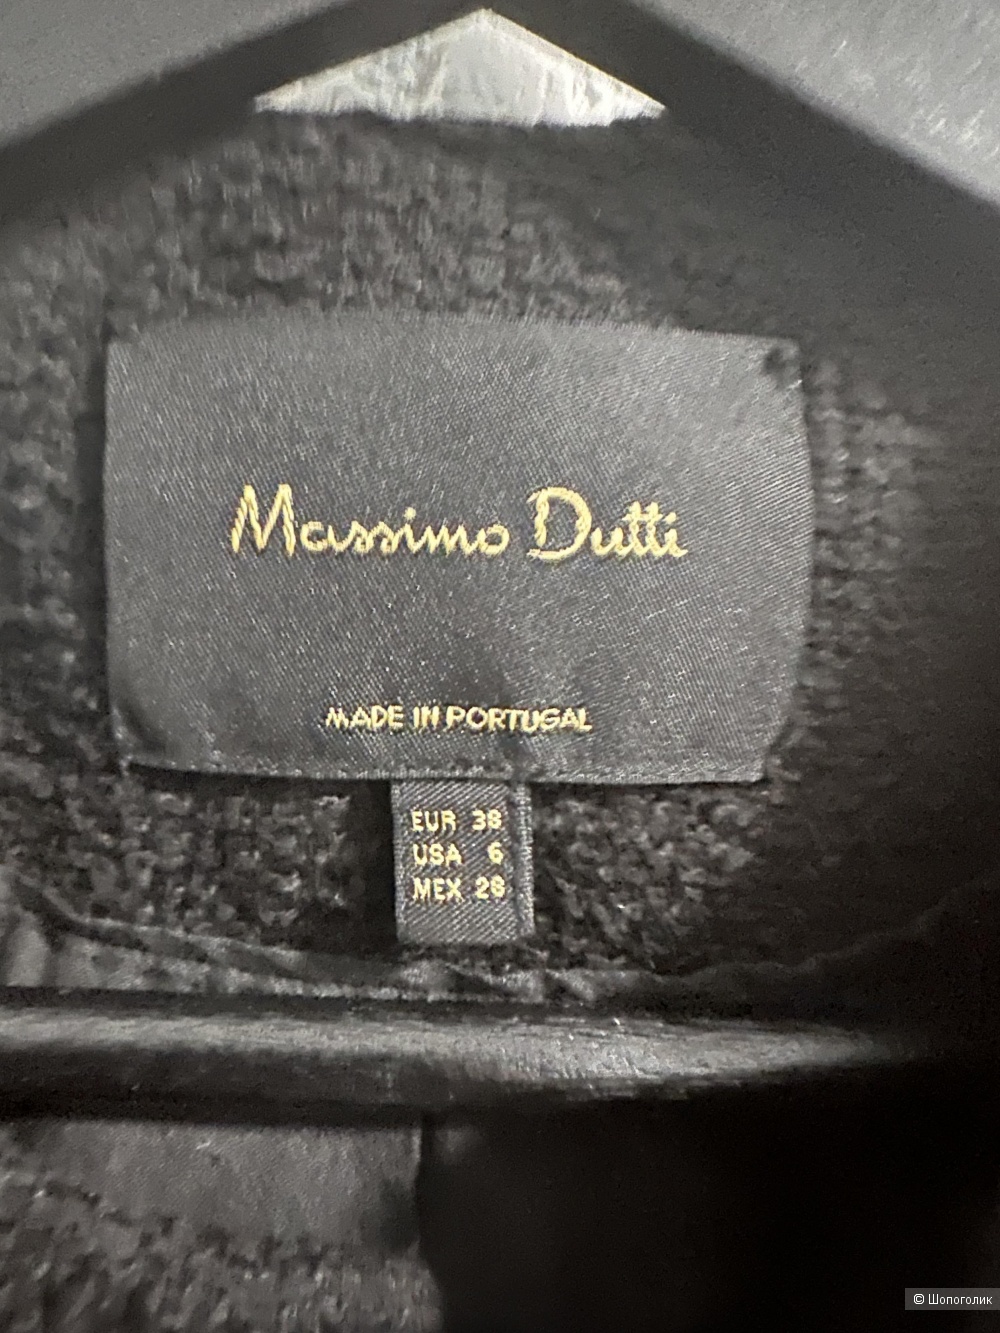 Massimo Dutti
MADE IN PORTUGAL
EUR 38
USA 6
MEX 28
© Шопоголик